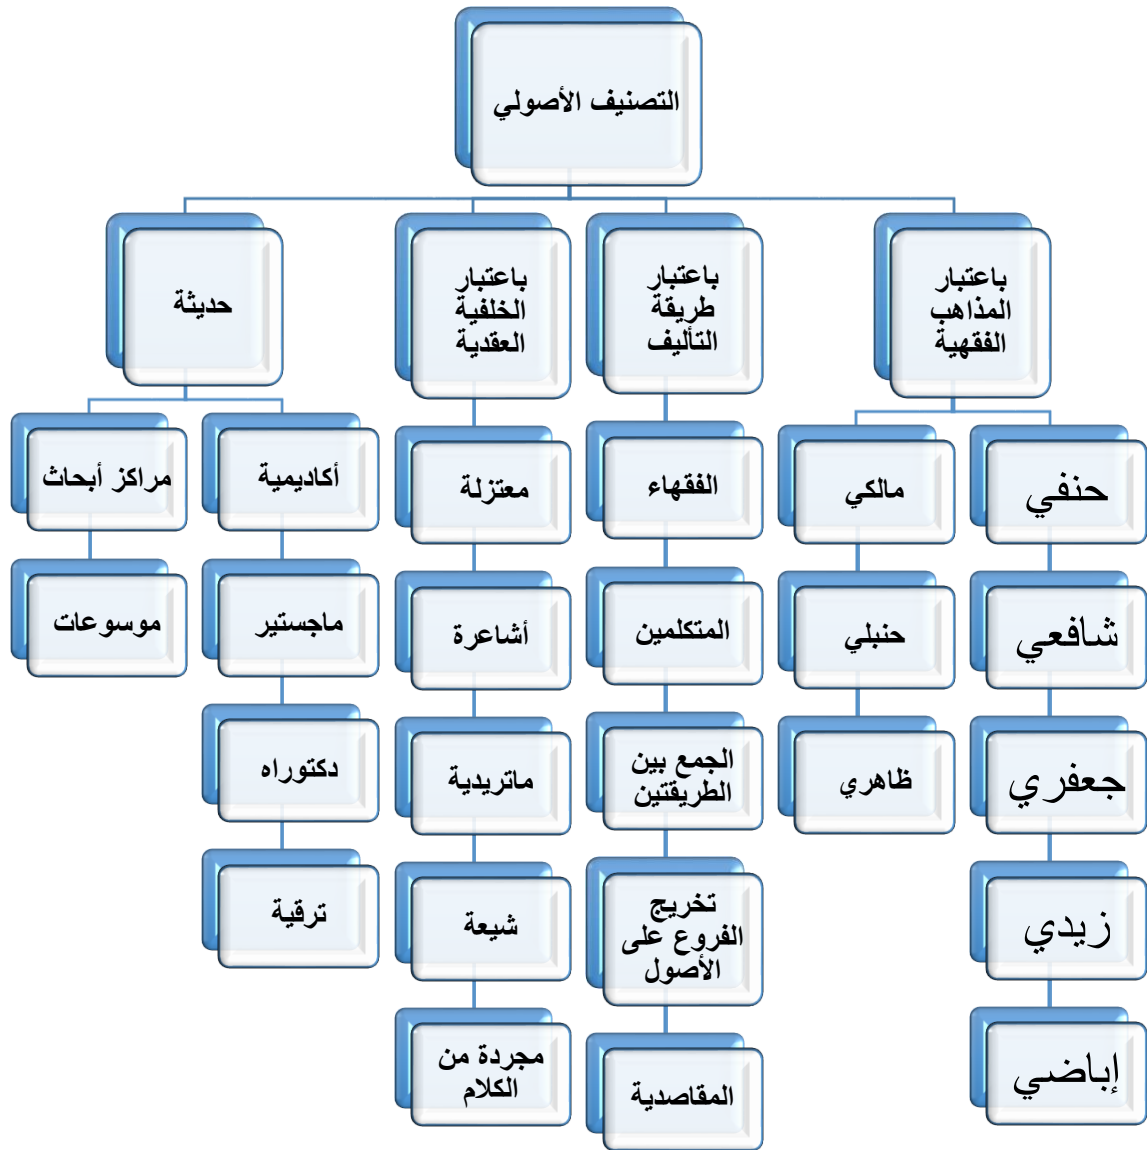 التصنيف الأصولي
باعتبار
المذاهب
الفقهية
حنفي
شافعي
جعفري
زيدي
إباضي
مالكي
حنبلي
ظاهري
باعتبار
طريقة
التأليف
الفقهاء
المتكلمين
الجمع بين
الطريقتين
تخريج
الفروع على
الأصول
المقاصدية
باعتبار
الخلفية
العقدية
معتزلة
أشاعرة
ماتريدية
شيعة
مجردة من
الكلام
حديثة
أكاديمية
ماجستير
دكتوراه
ترقية
مراكز أبحاث
موسوعات